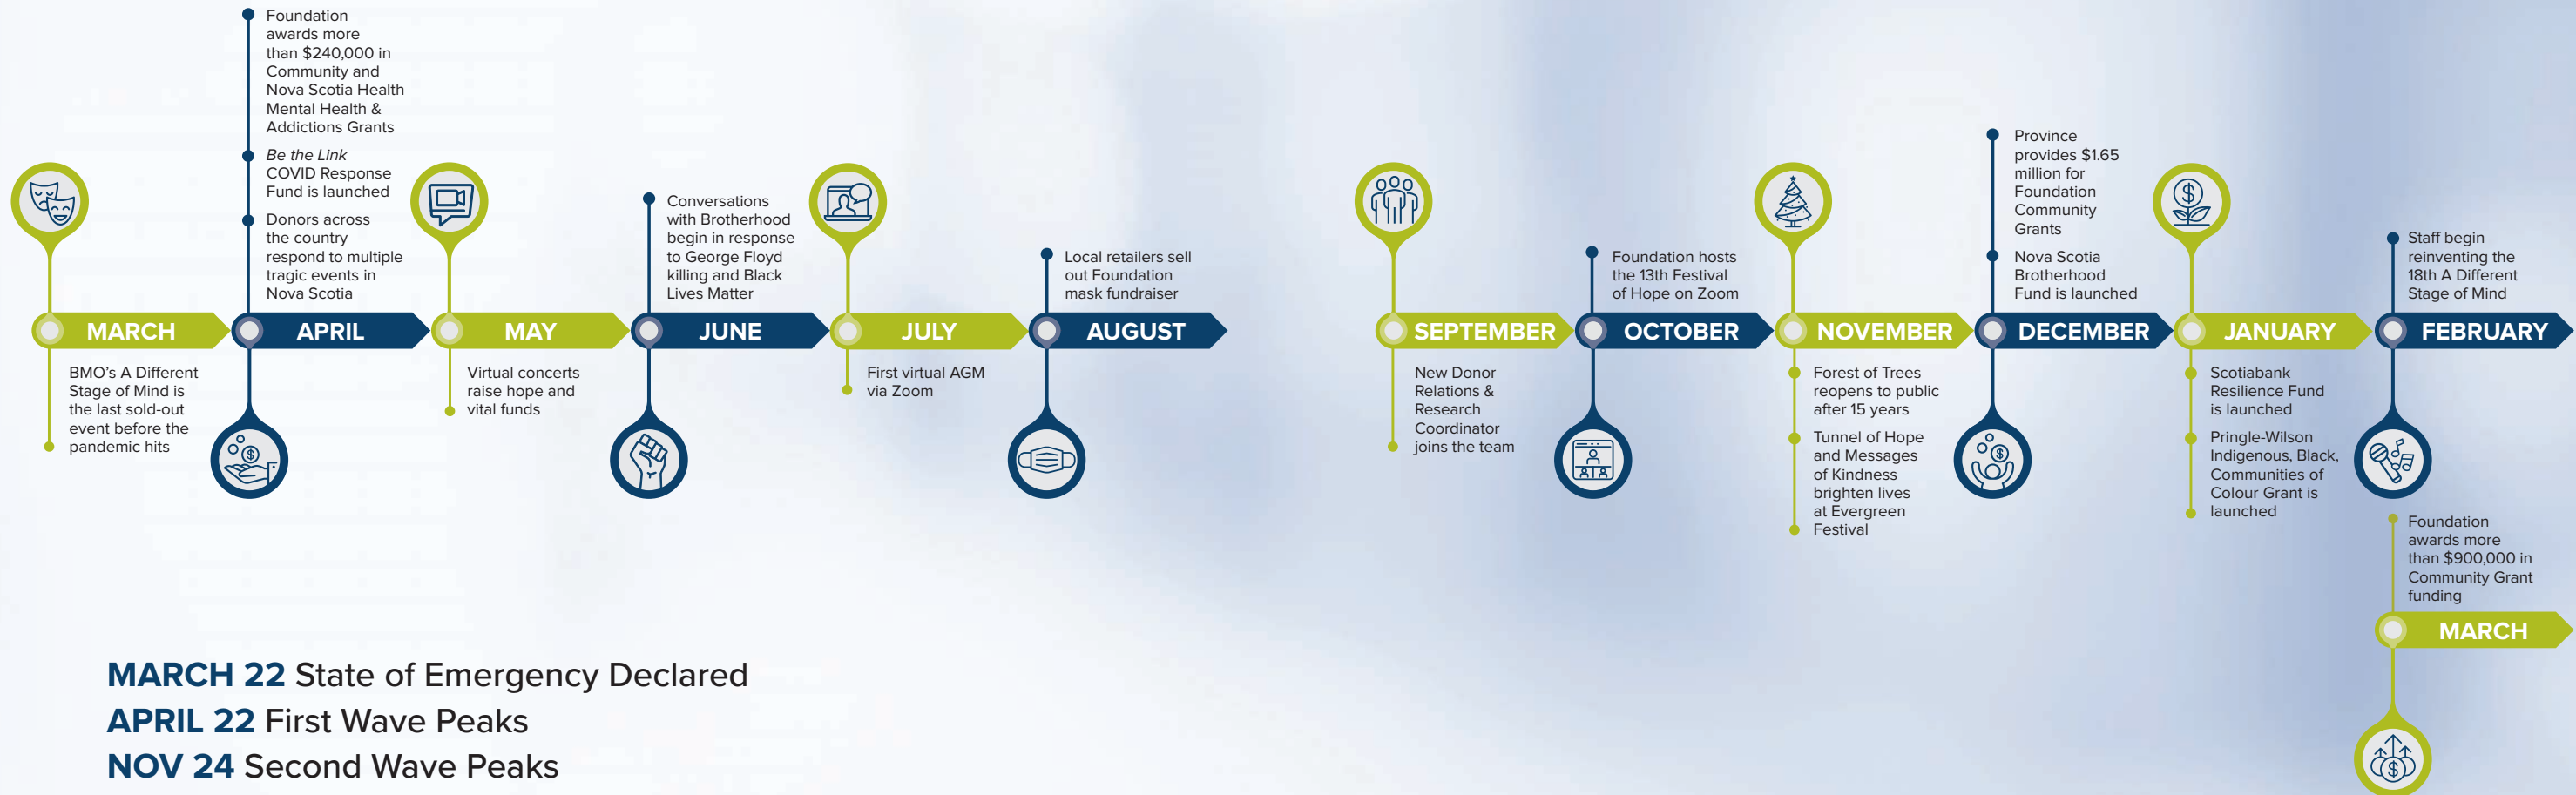 MARCH
BMO's A Different
Stage of Mind is
the last sold-out
event before the
pandemic hits
Foundation
awards more
than $240,000 in
Community and
Nova Scotia Health
Mental Health &
Addictions Grants
Be the Link
COVID Response
Fund is launched
Donors across
the country
respond to multiple
tragic events in
Nova Scotia
APRIL
$
MAY
Virtual concerts
raise hope and
vital funds
Conversations
with Brotherhood
begin in response
to George Floyd
killing and Black
Lives Matter
JUNE
JULY
First virtual AGM
via Zoom
Local retailers sell
out Foundation
mask fundraiser
AUGUST
SEPTEMBER
New Donor
Relations &
Research
Coordinator
joins the team
Foundation hosts
the 13th Festival
of Hope on Zoom
OCTOBER
NOVEMBER
Forest of Trees
reopens to public
after 15 years
Tunnel of Hope
and Messages
of Kindness
brighten lives
at Evergreen
Festival
Province
provides $1.65
million for
Foundation
Community
Grants
Nova Scotia
Brotherhood
Fund is launched
DECEMBER
$
$
JANUARY
Scotiabank
Resilience Fund
is launched
Pringle-Wilson
Indigenous, Black,
Communities of
Colour Grant is
launched
Staff begin
reinventing the
18th A Different
Stage of Mind
FEBRUARY
Foundation
awards more
than $900,000 in
Community Grant
funding
MARCH
$
MARCH 22 State of Emergency Declared
APRIL 22 First Wave Peaks
NOV 24 Second Wave Peaks